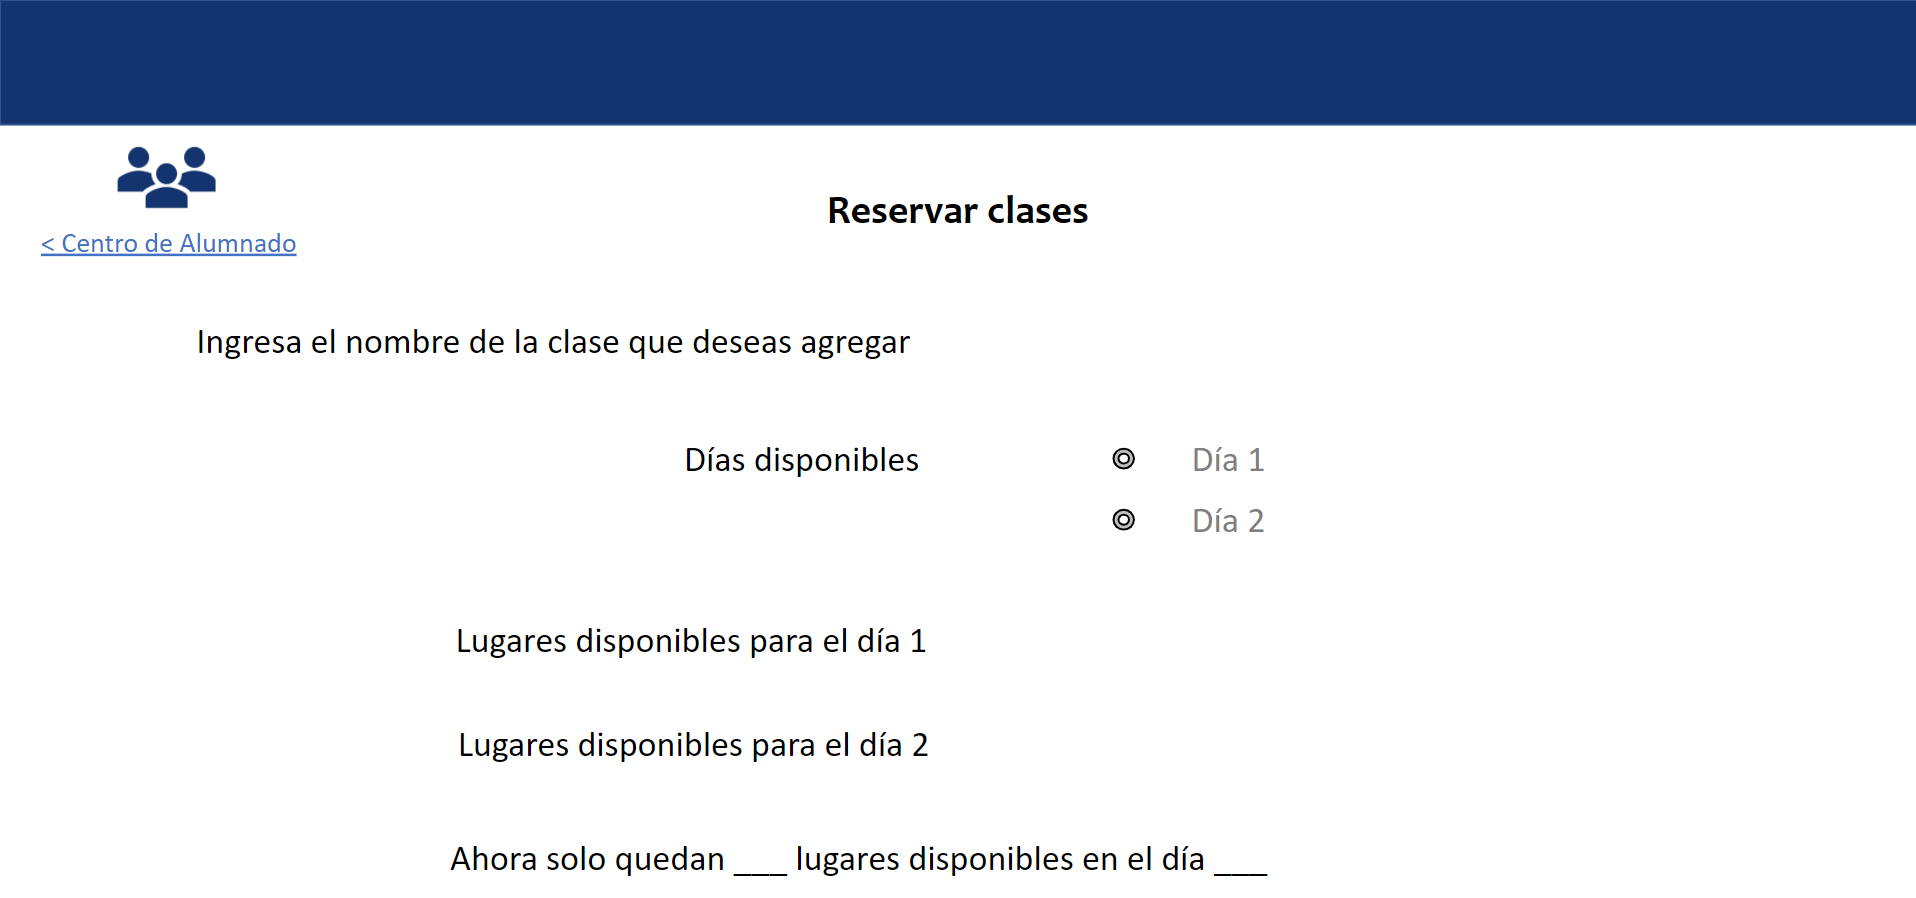 Reservar clases
< Centro de Alumnado
Ingresa el nombre de la clase que deseas agregar
Días disponibles
Día 1
Día 2
Lugares disponibles para el día 1
Lugares disponibles para el día 2
Ahora solo quedan ___ lugares disponibles en el día ___